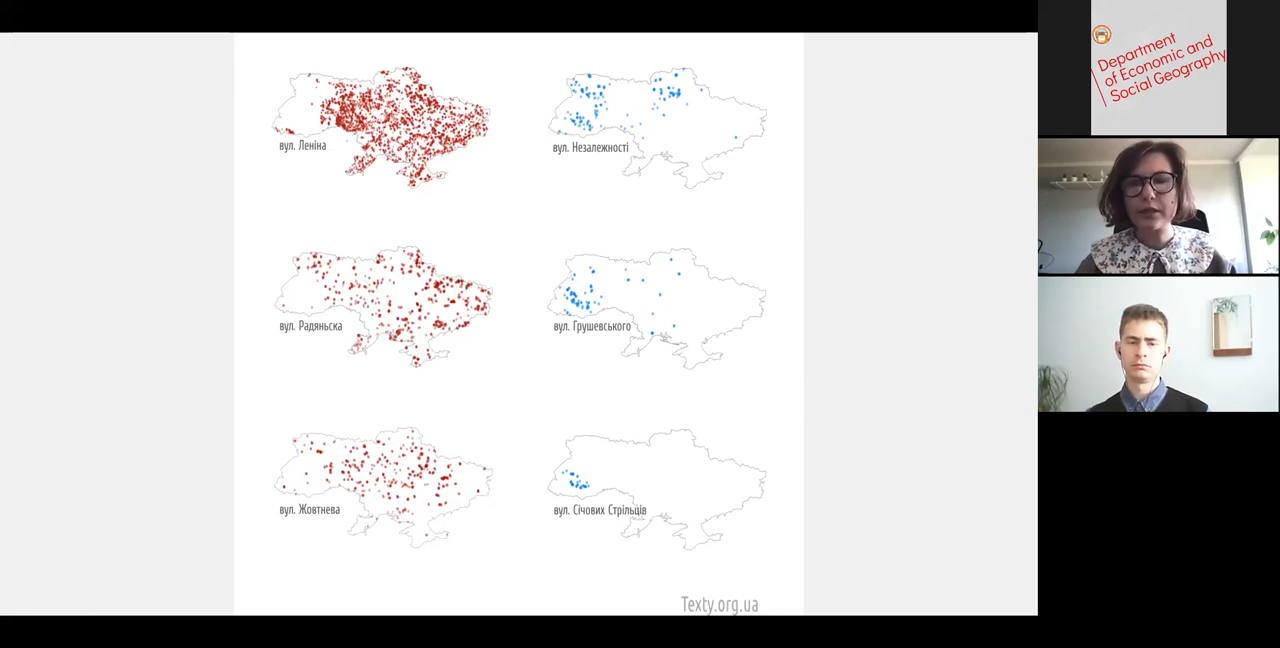 вул. Леніна
вул. Незалежності
вул. Радяньска
вул. Грушевського
вул. Жовтнева
вул. Січових Стрільців
Texty.org.ua
Department
of Economic and
Social Geography